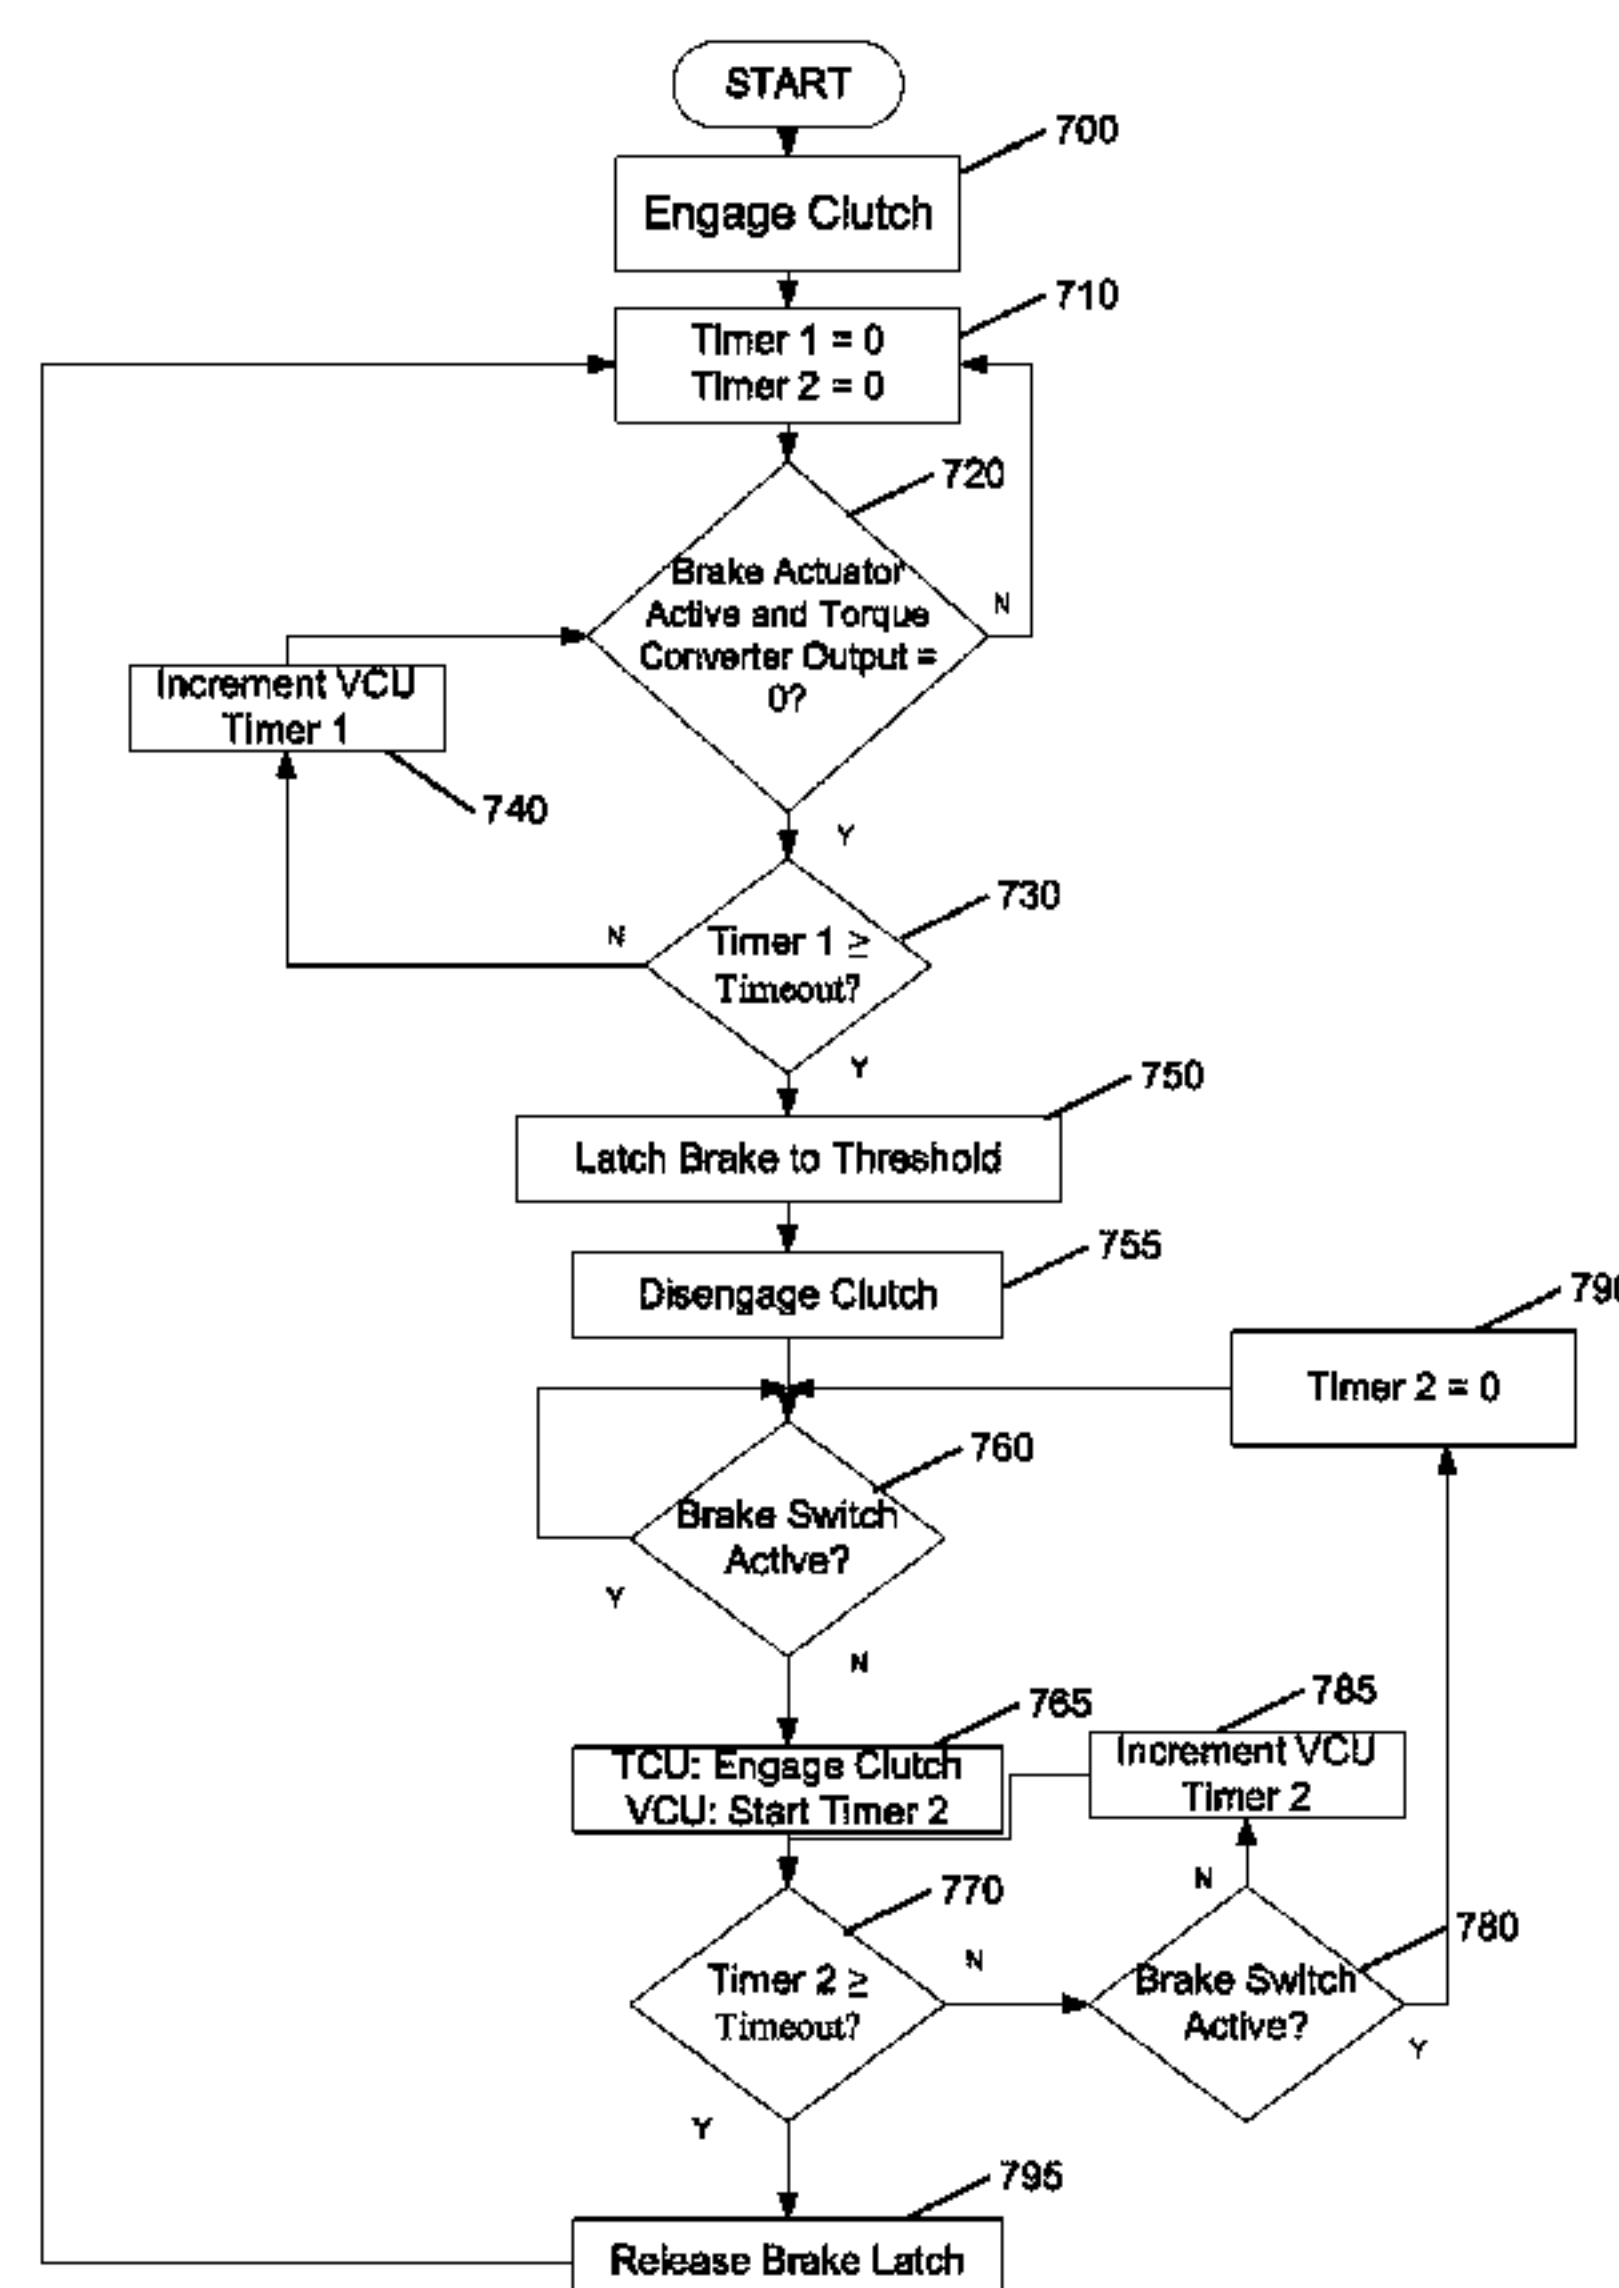 START
700
Engage Clutch
710
Timer 1 = 0
Timer 2 = 0
720
Brake Actuator
Active and Torque
Converter Output =
0?
N
Increment VCU
Timer 1
740
Y
730
N
Timer 1 ≥
Timeout?
Y
750
Latch Brake to Threshold
755
Disengage Clutch
Timer 2 = 0
760
Brake Switch
Active?
Y
N
765
TCU: Engage Clutch
VCU: Start Timer 2
785
Increment VCU
Timer 2
770
N
780
Timer 2 ≥
Timeout?
N
Brake Switch
Active?
Y
Y
795
Release Brake Latch